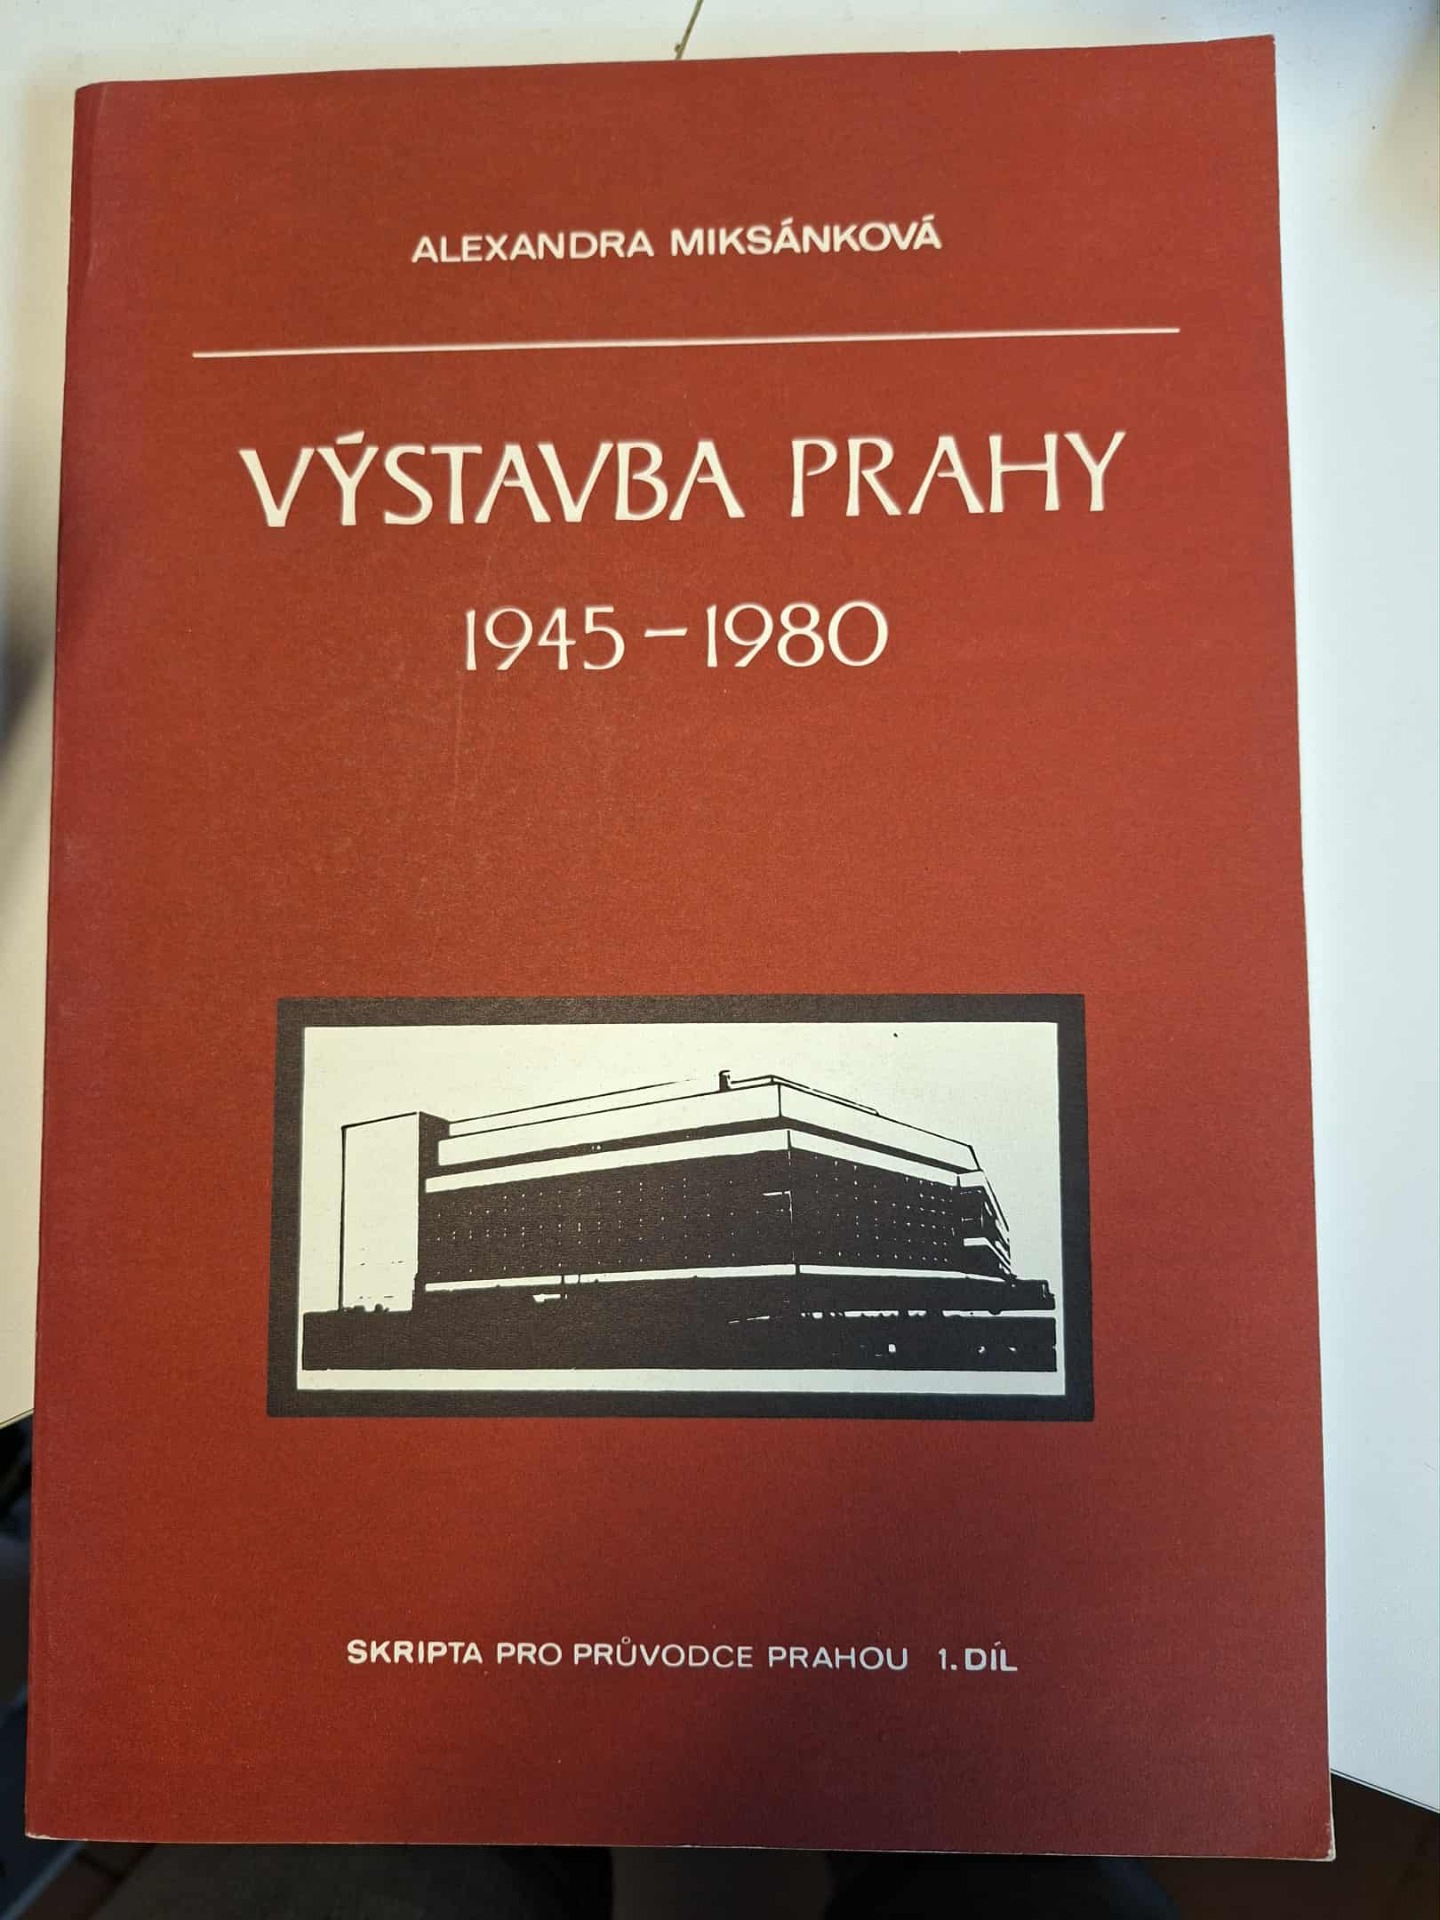 ALEXANDRA MIKSÁNKOVÁ
VÝSTAVBA PRAHY
1945-1980
SKRIPTA PRO PRŮVODCE PRAHOU 1. DÍL